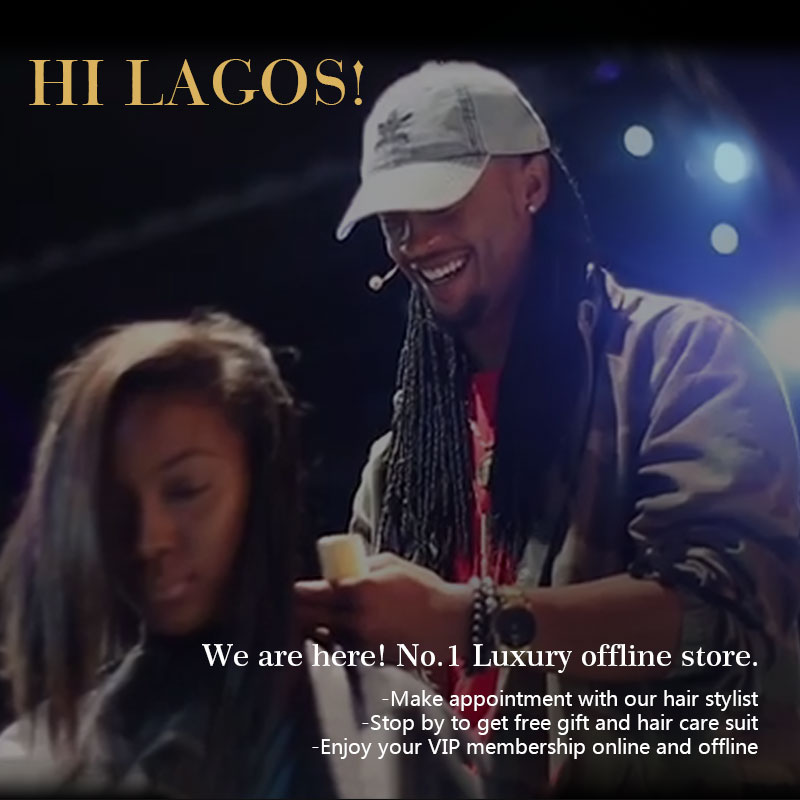 HI LAGOS!
We are here! No.1 Luxury offline store.
-Make appointment with our hair stylist
-Stop by to get free gift and hair care suit
-Enjoy your VIP membership online and offline